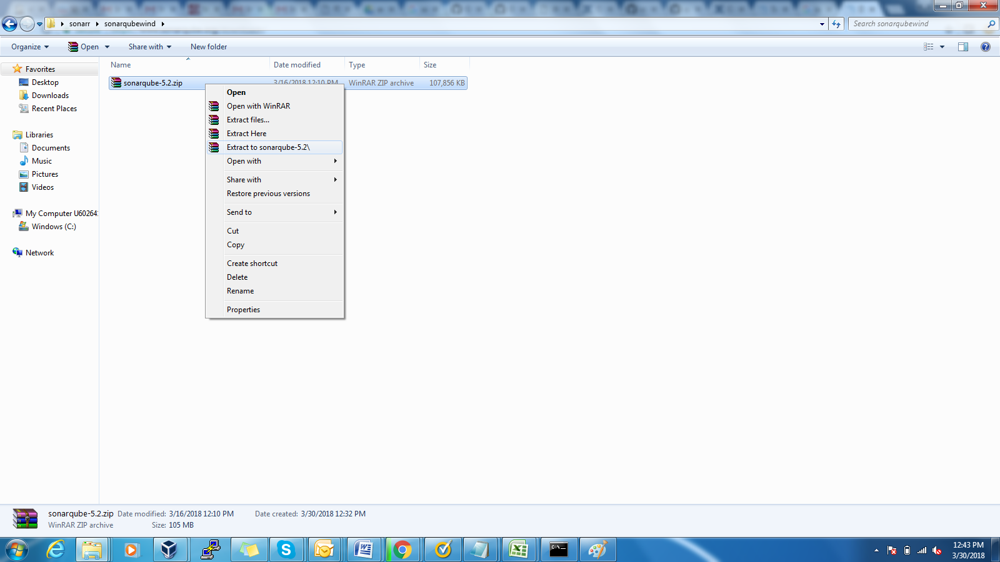 sonarr sonarqubewind
Search sonarqubewind
Organize Open Share with New folder
Name Date modified Type Size
sonarqube-5.2.zip 3/16/2018 12:10 PM WinRAR ZIP archive 107,856 KB
Favorites
Desktop
Downloads
Recent Places
Libraries
Documents
Music
Pictures
Videos
My Computer U60264
Windows (C:)
Network
Open
Open with WinRAR
Extract files...
Extract Here
Extract to sonarqube-5.2\
Open with
Share with
Restore previous versions
Send to
Cut
Copy
Create shortcut
Delete
Rename
Properties
sonarqube-5.2.zip Date modified: 3/16/2018 12:10 PM Date created: 3/30/2018 12:32 PM
WinRAR ZIP archive Size: 105 MB
12:43 PM
3/30/2018